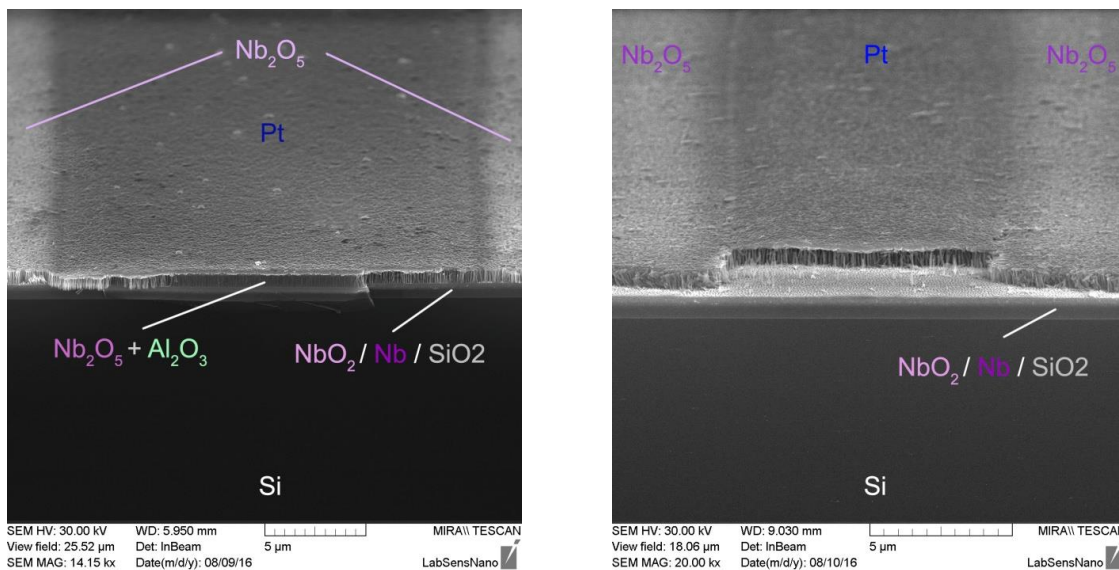 Nb₂O₅
Pt
Nb₂O₅ + Al₂O₃
NbO₂ / Nb / SiO2
Si
SEM HV: 30.00 kV WD: 5.950 mm MIRA\\ TESCAN
View field: 25.52 µm Det: InBeam 5 µm
SEM MAG: 14.15 kx Date(m/d/y): 08/09/16 LabSensNano
Nb₂O₅ Pt Nb₂O₅
NbO₂ / Nb / SiO2
Si
SEM HV: 30.00 kV WD: 9.030 mm MIRA\\ TESCAN
View field: 18.06 µm Det: InBeam 5 µm
SEM MAG: 20.00 kx Date(m/d/y): 08/10/16 LabSensNano